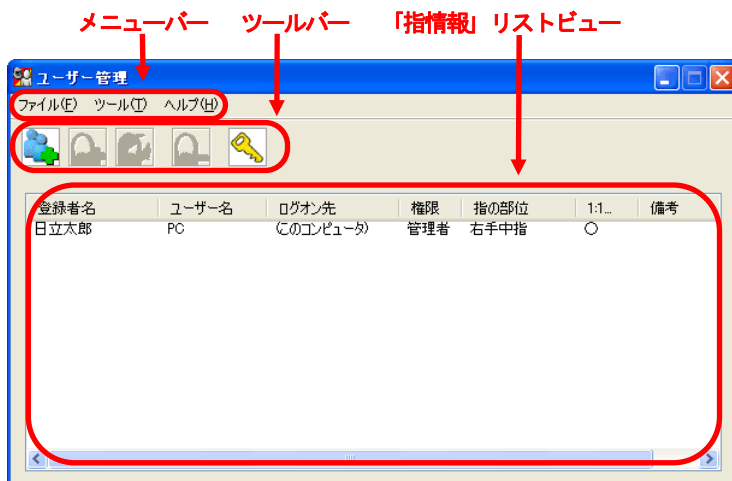 メニューバー ツールバー 「指情報」リストビュー
ユーザー管理
ファイル(F) ツール(T) ヘルプ(H)
登録者名 ユーザー名 ログオン先 権限 指の部位 1:1... 備考
日立太郎 PC (このコンピュータ) 管理者 右手中指 ○